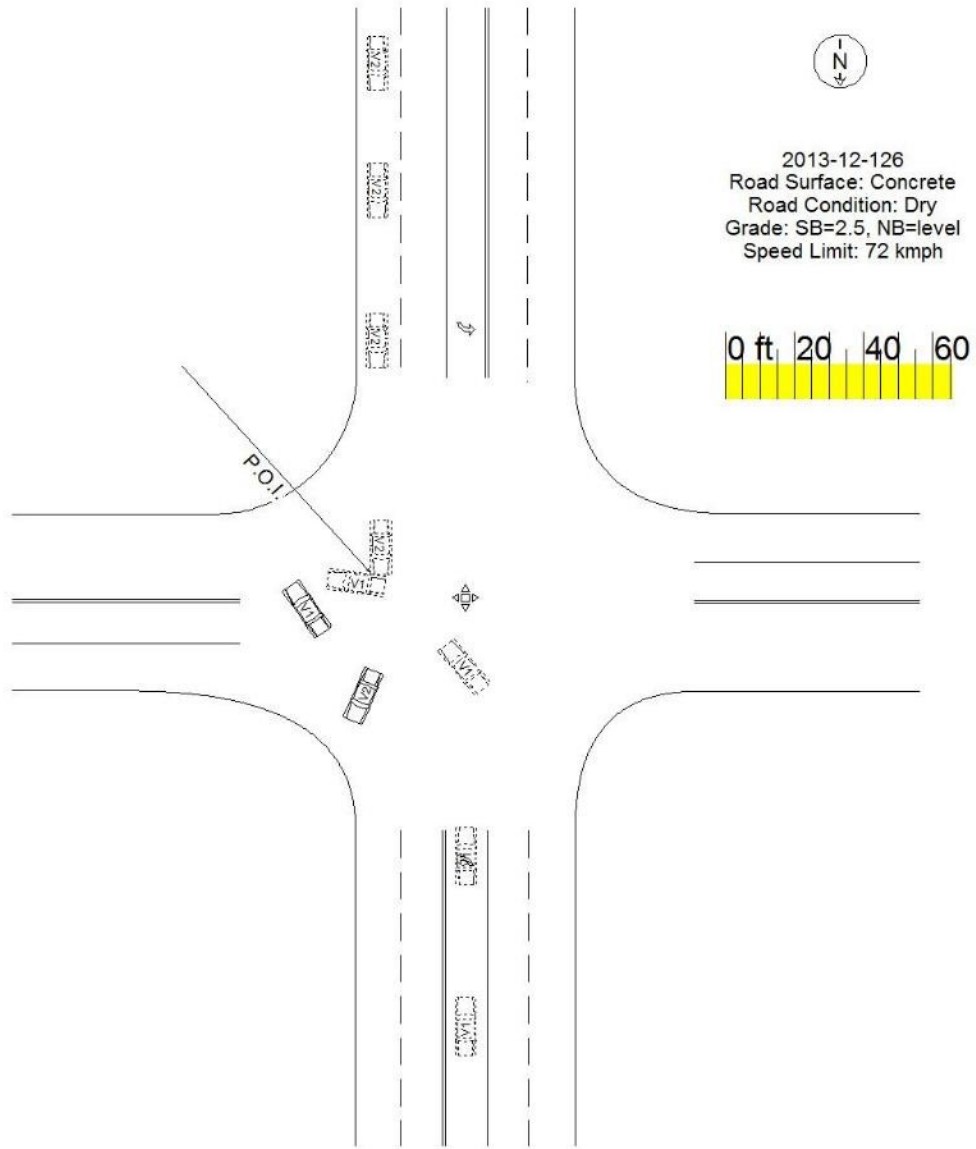 V2
N
V2
2013-12-126
Road Surface: Concrete
Road Condition: Dry
Grade: SB=2.5, NB=level
Speed Limit: 72 kmph
V2
0 ft 20 40 60
P.O.I.
V2
V1
V1
V1
V2
V1